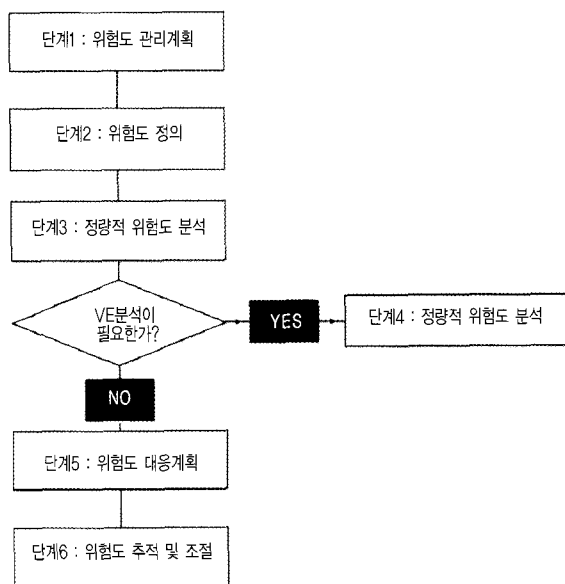 단계1 : 위험도 관리계획
단계2 : 위험도 정의
단계3 : 정량적 위험도 분석
VE분석이
필요한가?
YES
단계4 : 정량적 위험도 분석
NO
단계5 : 위험도 대응계획
단계6 : 위험도 추적 및 조절